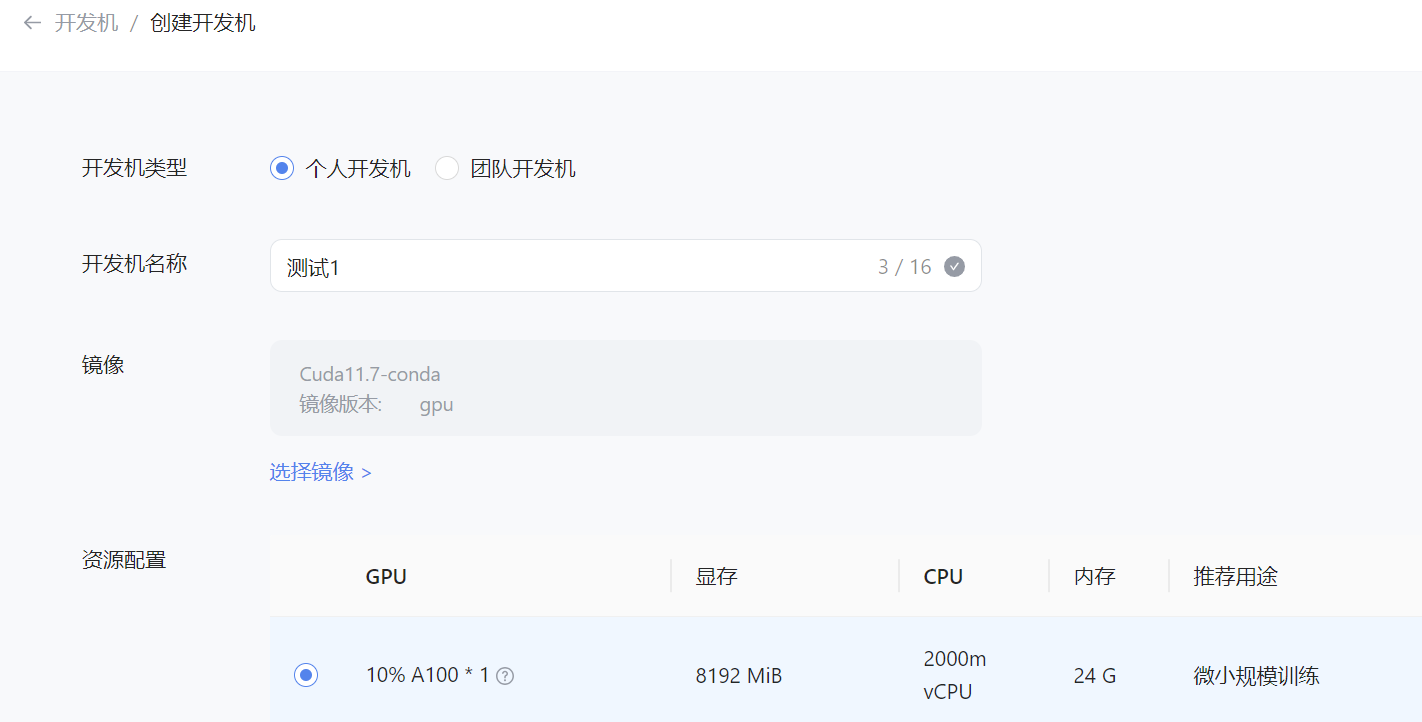 ← 开发机 / 创建开发机
开发机类型 个人开发机 团队开发机
开发机名称 测试1 3 / 16
镜像 Cuda11.7-conda
镜像版本: gpu
选择镜像 >
资源配置 GPU 显存 CPU 内存 推荐用途
10% A100 * 1 ? 8192 MiB 2000m vCPU 24 G 微小规模训练